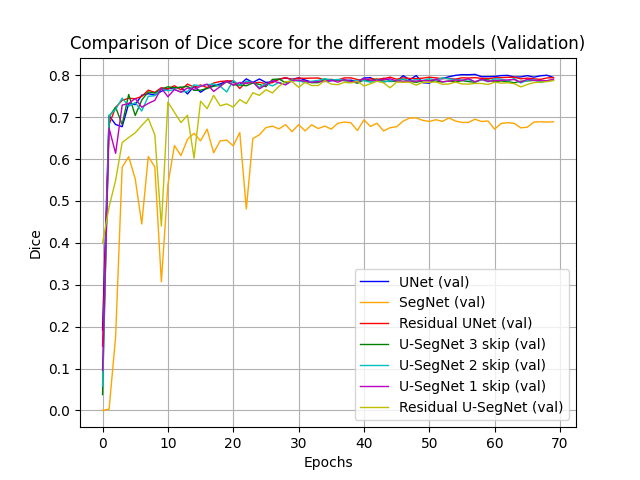 Comparison of Dice score for the different models (Validation)
0.8
0.7
0.6
0.5
0.4
0.3
0.2
0.1
0.0
Dice
UNet (val)
SegNet (val)
Residual UNet (val)
U-SegNet 3 skip (val)
U-SegNet 2 skip (val)
U-SegNet 1 skip (val)
Residual U-SegNet (val)
0 10 20 30 40 50 60 70
Epochs